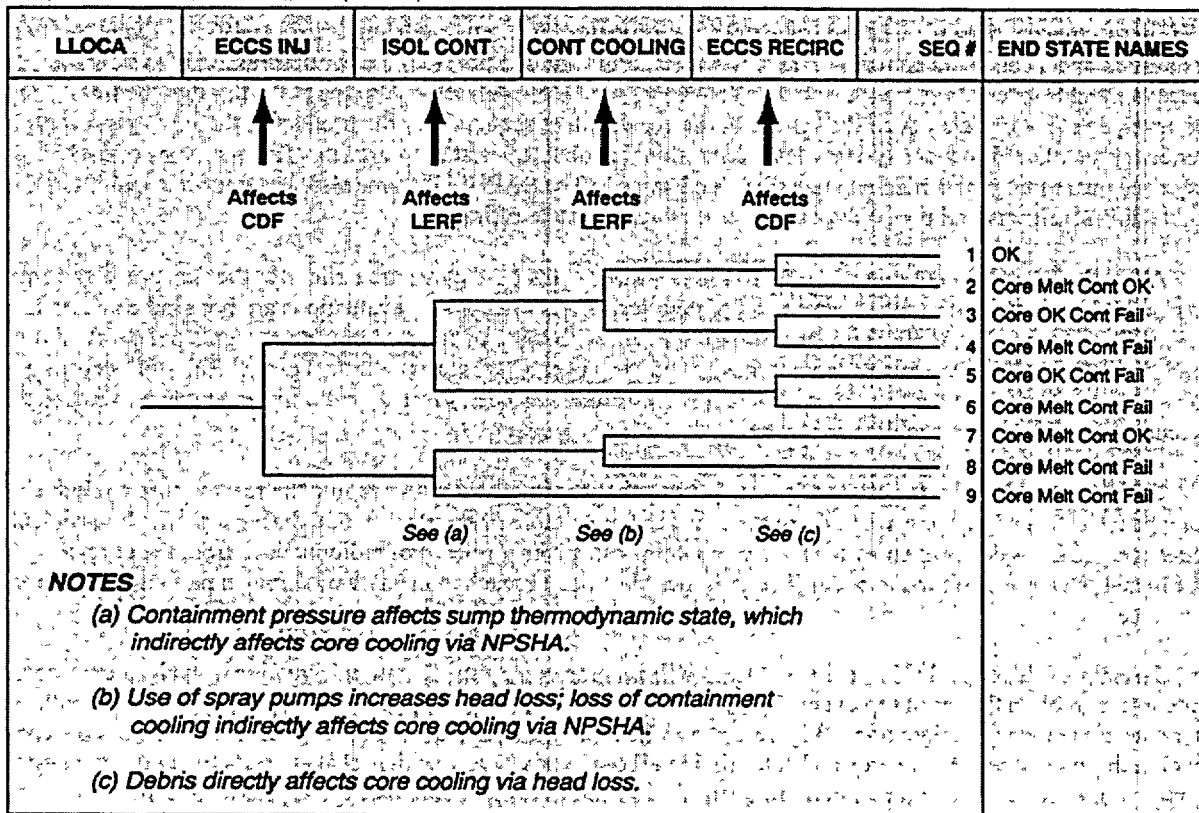 LLOCA ECCS INJ ISOL CONT CONT COOLING ECCS RECIRC SEQ # END STATE NAMES
Affects CDF
Affects LERF
Affects LERF
Affects CDF
1 OK
2 Core Melt Cont OK
3 Core OK Cont Fail
4 Core Melt Cont Fail
5 Core OK Cont Fail
6 Core Melt Cont Fail
7 Core Melt Cont OK
8 Core Melt Cont Fail
9 Core Melt Cont Fail
See (a) See (b) See (c)
NOTES
(a) Containment pressure affects sump thermodynamic state, which
indirectly affects core cooling via NPSHA.
(b) Use of spray pumps increases head loss; loss of containment
cooling indirectly affects core cooling via NPSHA.
(c) Debris directly affects core cooling via head loss.